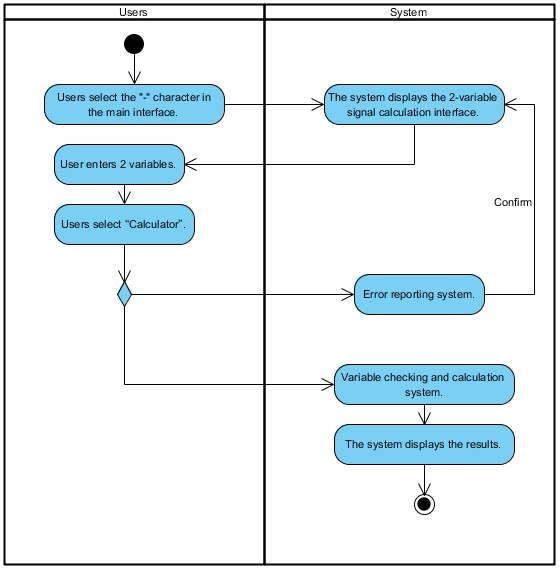 Users
System
Users select the "-" character in
the main interface.
The system displays the 2-variable
signal calculation interface.
User enters 2 variables.
Confirm
Users select “Calculator”.
Error reporting system.
Variable checking and calculation
system.
The system displays the results.